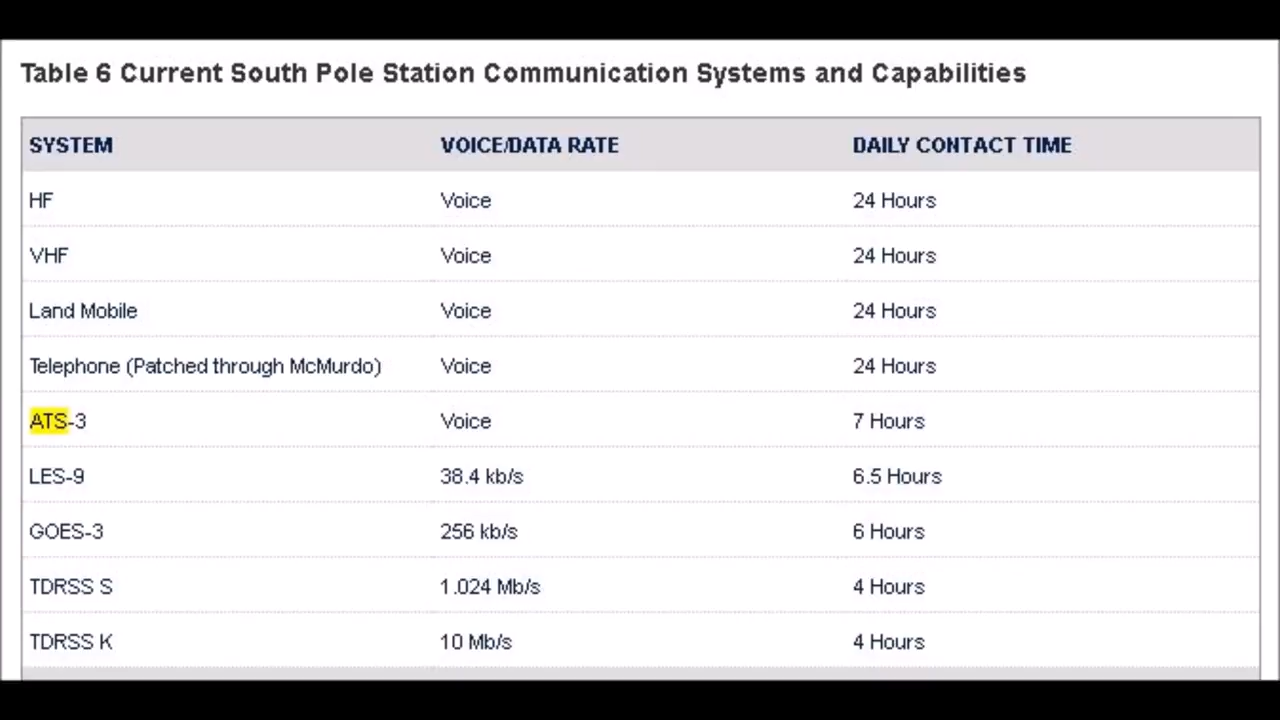 Table 6 Current South Pole Station Communication Systems and Capabilities
SYSTEM VOICE/DATA RATE DAILY CONTACT TIME
HF Voice 24 Hours
VHF Voice 24 Hours
Land Mobile Voice 24 Hours
Telephone (Patched through McMurdo) Voice 24 Hours
ATS-3 Voice 7 Hours
LES-9 38.4 kb/s 6.5 Hours
GOES-3 256 kb/s 6 Hours
TDRSS S 1.024 Mb/s 4 Hours
TDRSS K 10 Mb/s 4 Hours